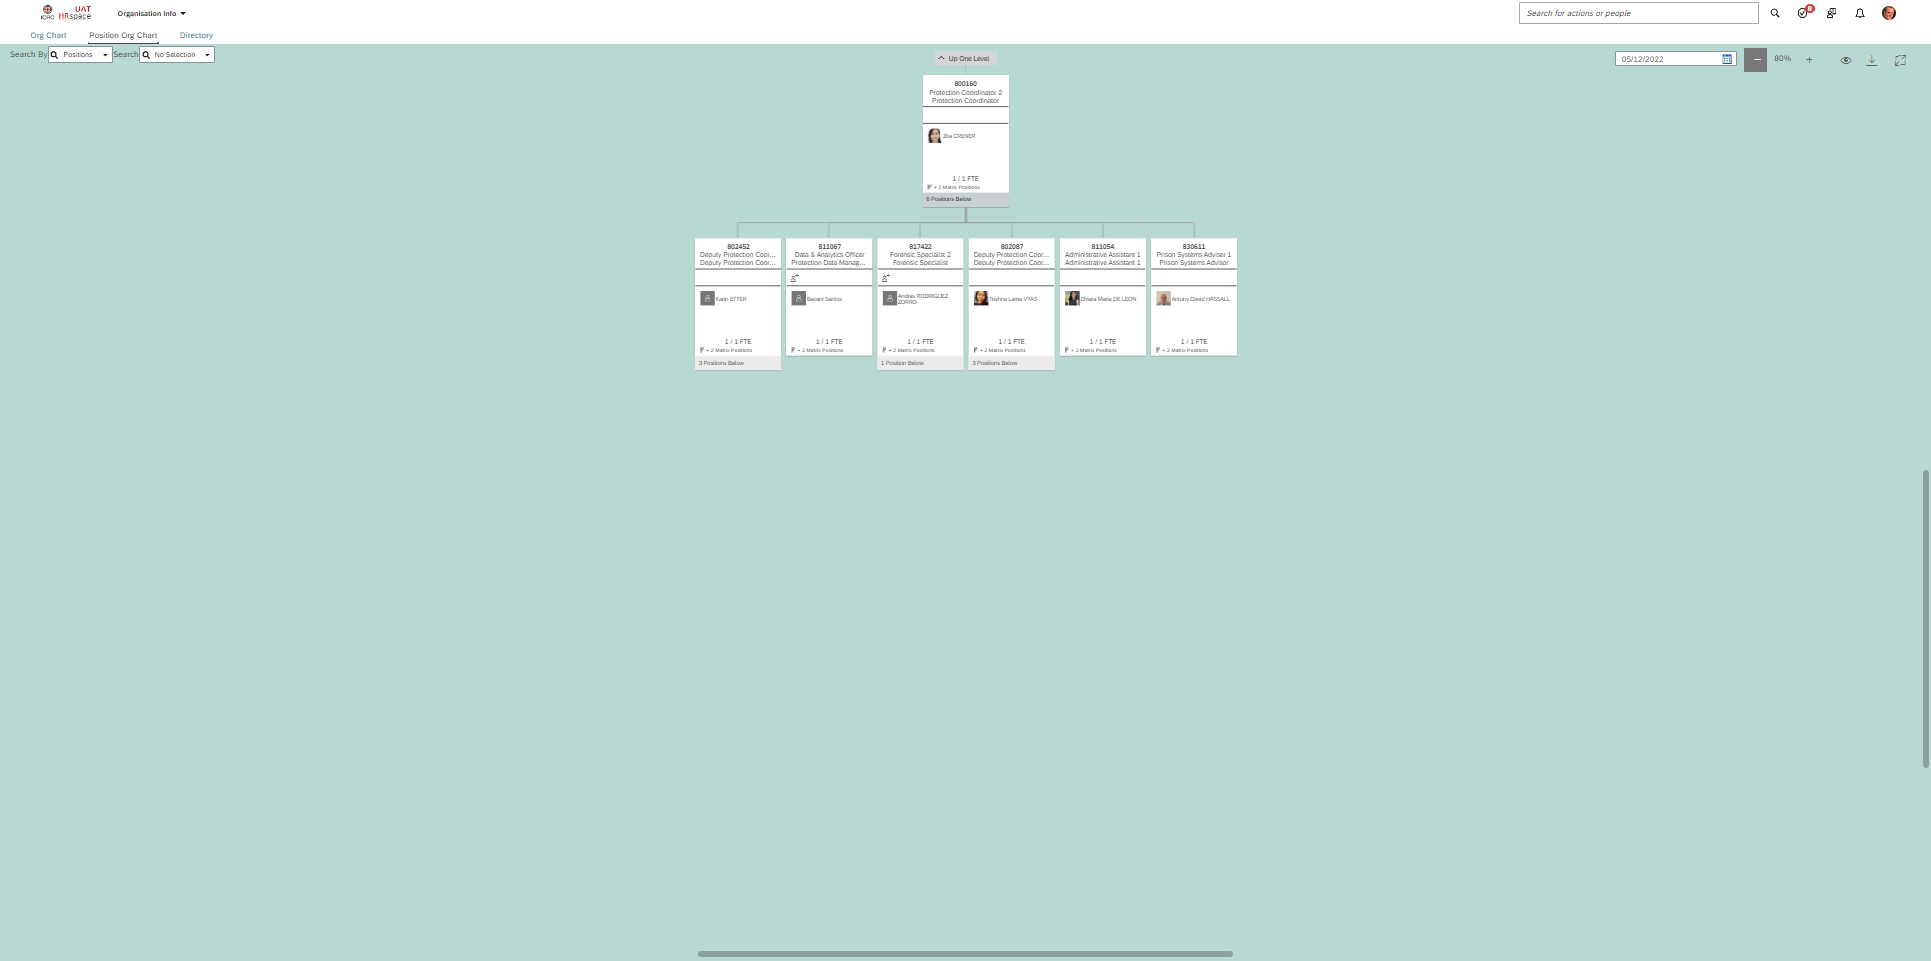 ICRC
UAT
HRspace
Organisation Info
Search for actions or people
8
Org Chart
Position Org Chart
Directory
Search By
Positions
Search
No Selection
Up One Level
05/12/2022
80%
800160
Protection Coordinator 2
Protection Coordinator
Zita CRENER
1 / 1 FTE
+ 2 Matrix Positions
6 Positions Below
802452
Deputy Protection Coor...
Deputy Protection Coor...
Karin ETTER
1 / 1 FTE
+ 2 Matrix Positions
3 Positions Below
811067
Data & Analytics Officer
Protection Data Manag...
Bayani Santos
1 / 1 FTE
+ 3 Matrix Positions
817422
Forensic Specialist 2
Forensic Specialist
Andres RODRIGUEZ
ZORRO
1 / 1 FTE
+ 2 Matrix Positions
1 Position Below
802087
Deputy Protection Coor...
Deputy Protection Coor...
Trishna Lama VYAS
1 / 1 FTE
+ 2 Matrix Positions
3 Positions Below
811054
Administrative Assistant 1
Administrative Assistant 1
Chiara Maria DE LEON
1 / 1 FTE
+ 2 Matrix Positions
830611
Prison Systems Adviser 1
Prison Systems Advisor
Antony David HASSALL
1 / 1 FTE
+ 3 Matrix Positions